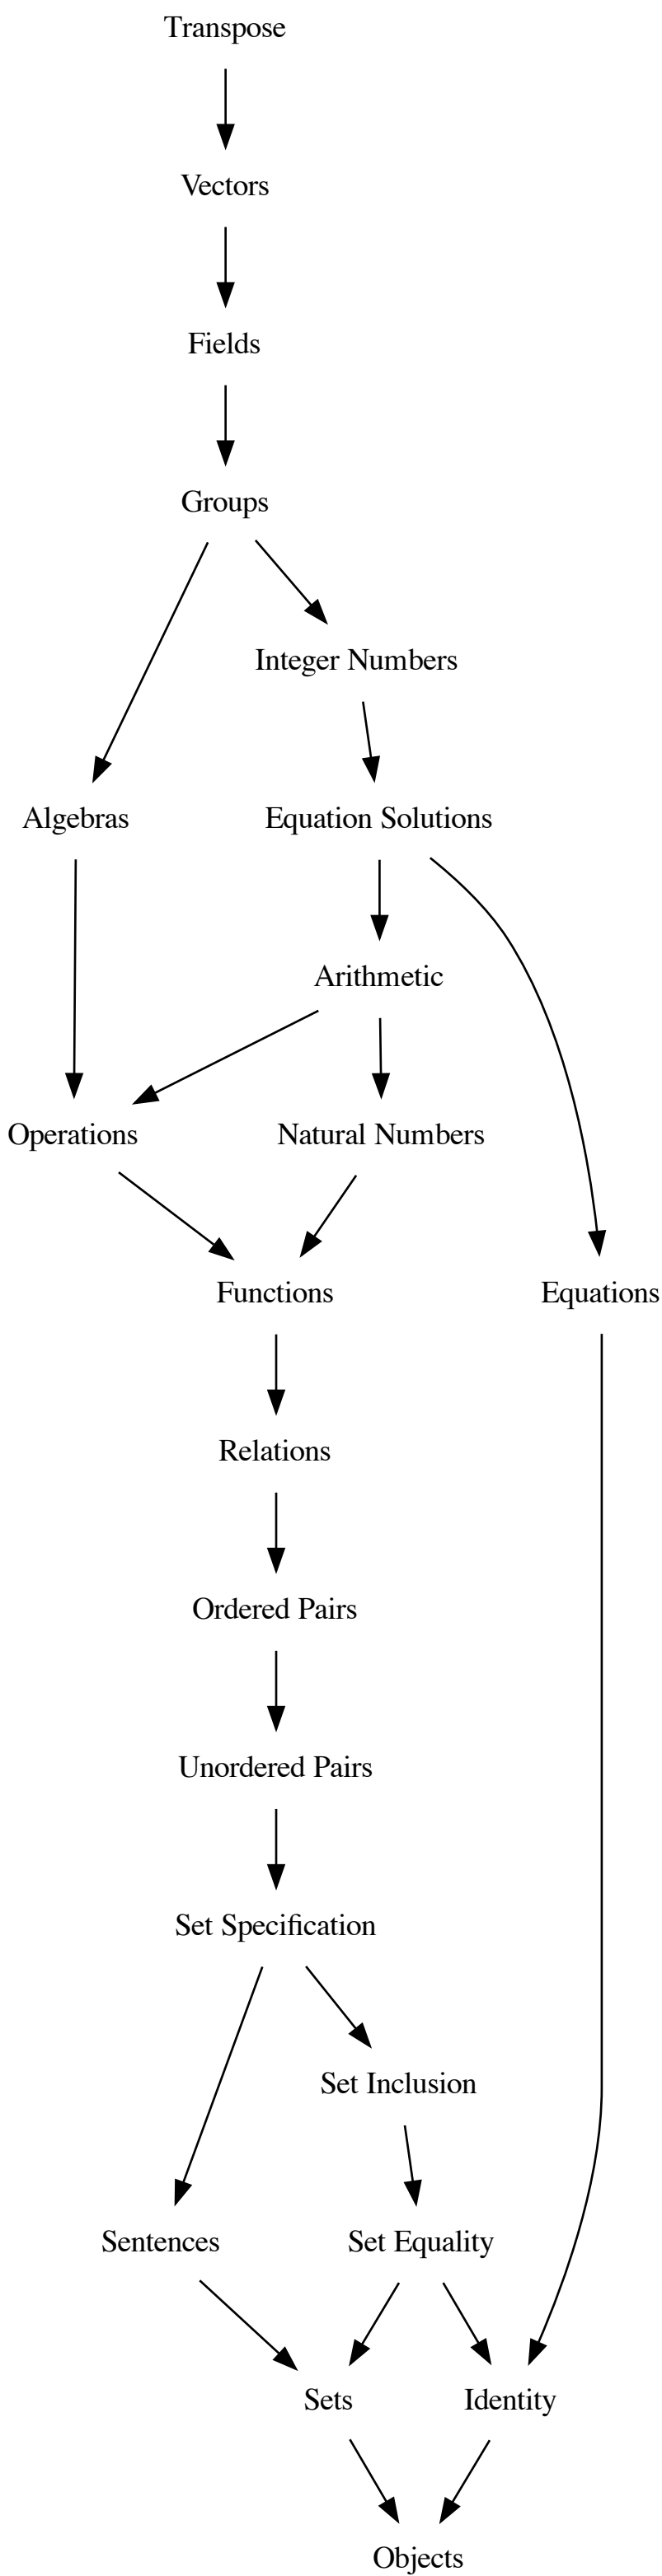 Transpose
Vectors
Fields
Groups
Integer Numbers
Algebras
Equation Solutions
Arithmetic
Operations
Natural Numbers
Functions
Equations
Relations
Ordered Pairs
Unordered Pairs
Set Specification
Set Inclusion
Sentences
Set Equality
Sets
Identity
Objects